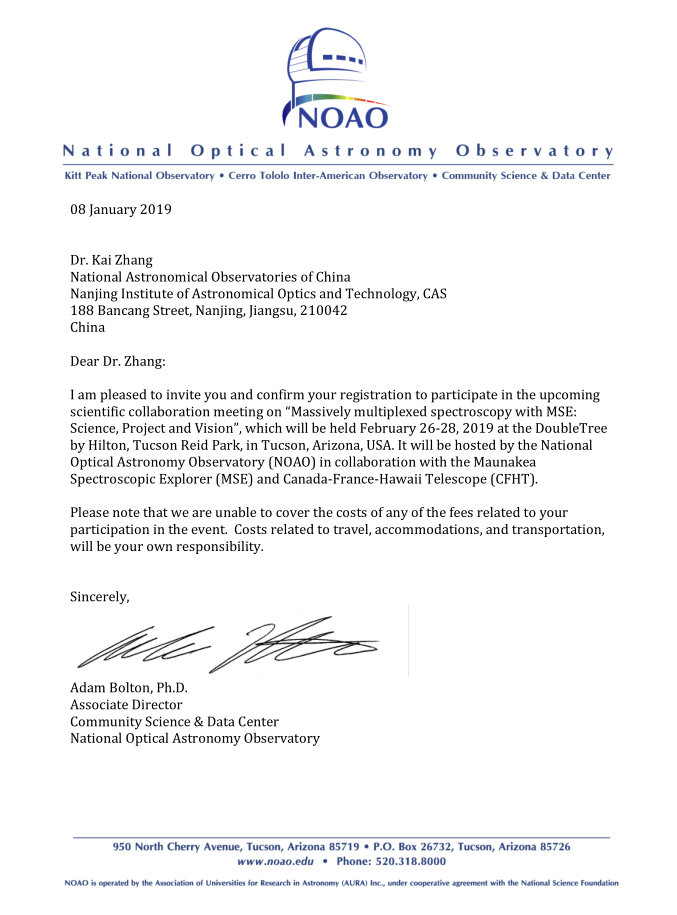 NOAO
National Optical Astronomy Observatory
Kitt Peak National Observatory • Cerro Tololo Inter-American Observatory • Community Science & Data Center
08 January 2019
Dr. Kai Zhang
National Astronomical Observatories of China
Nanjing Institute of Astronomical Optics and Technology, CAS
188 Bancang Street, Nanjing, Jiangsu, 210042
China
Dear Dr. Zhang:
I am pleased to invite you and confirm your registration to participate in the upcoming
scientific collaboration meeting on “Massively multiplexed spectroscopy with MSE:
Science, Project and Vision”, which will be held February 26-28, 2019 at the DoubleTree
by Hilton, Tucson Reid Park, in Tucson, Arizona, USA. It will be hosted by the National
Optical Astronomy Observatory (NOAO) in collaboration with the Maunakea
Spectroscopic Explorer (MSE) and Canada-France-Hawaii Telescope (CFHT).
Please note that we are unable to cover the costs of any of the fees related to your
participation in the event.  Costs related to travel, accommodations, and transportation,
will be your own responsibility.
Sincerely,
Adam Bolton, Ph.D.
Associate Director
Community Science & Data Center
National Optical Astronomy Observatory
950 North Cherry Avenue, Tucson, Arizona 85719 • P.O. Box 26732, Tucson, Arizona 85726
www.noao.edu • Phone: 520.318.8000
NOAO is operated by the Association of Universities for Research in Astronomy (AURA) Inc., under cooperative agreement with the National Science Foundation